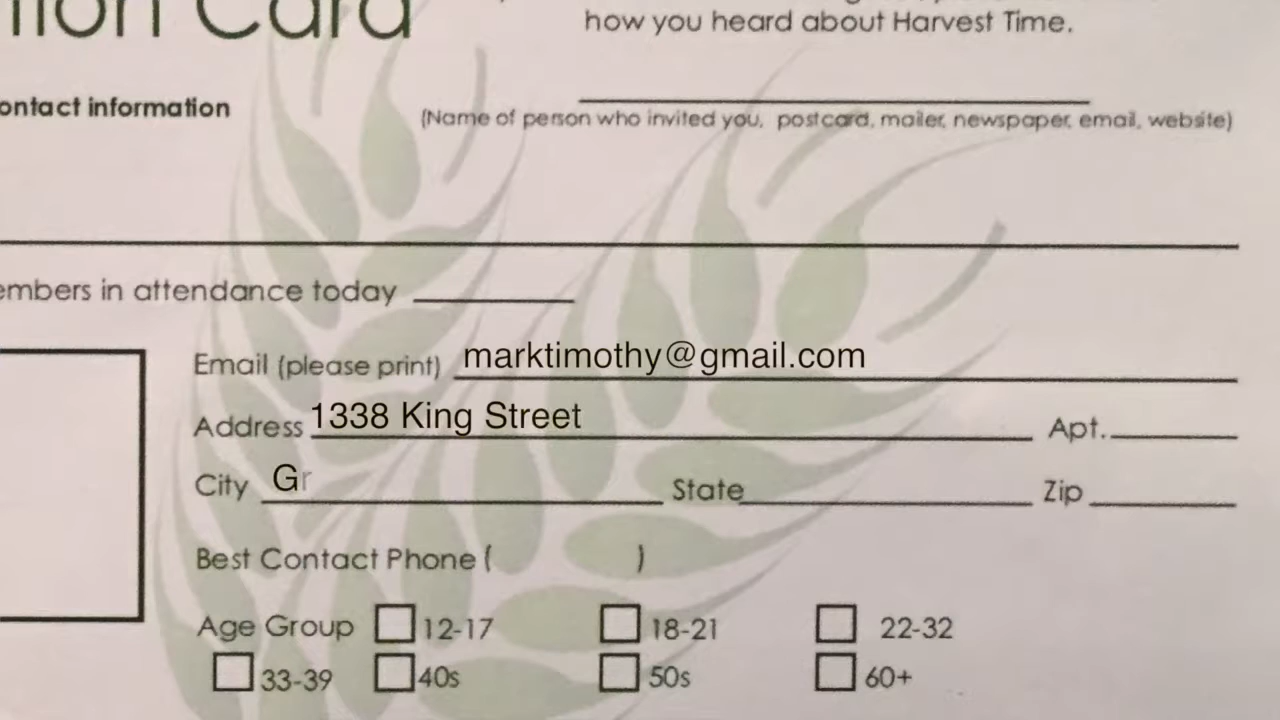 tion Card
how you heard about Harvest Time.
ontact information
(Name of person who invited you, postcard, mailer, newspaper, email, website)
embers in attendance today
Email (please print) marktimothy@gmail.com
Address 1338 King Street Apt.
City Gr State Zip
Best Contact Phone ( )
Age Group 12-17 18-21 22-32
33-39 40s 50s 60+